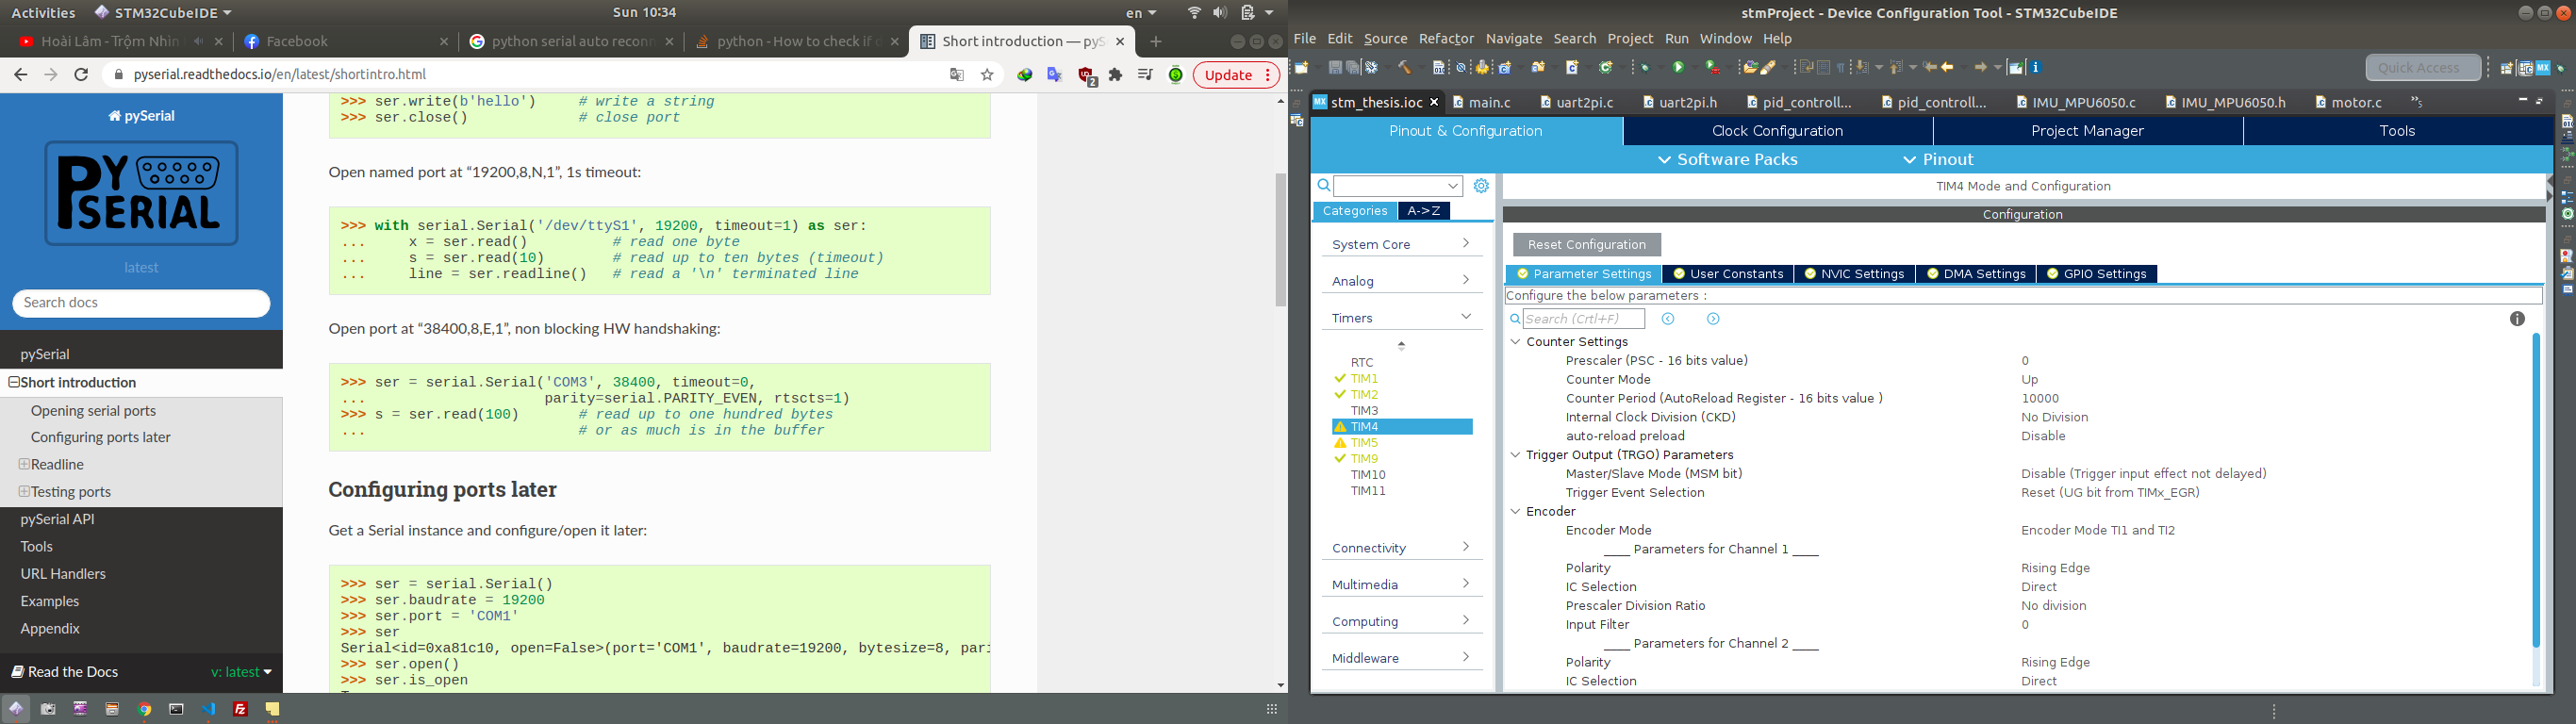 Activities
STM32CubeIDE
Sun 10:34
en
Hoài Lâm - Trộm Nhìn
Facebook
python serial auto reconn
python - How to check if
Short introduction — pyS
pyserial.readthedocs.io/en/latest/shortintro.html
2
Update
pySerial
PY SERIAL
latest
Search docs
pySerial
Short introduction
Opening serial ports
Configuring ports later
Readline
Testing ports
pySerial API
Tools
URL Handlers
Examples
Appendix
Read the Docs
v: latest
>>> ser.write(b'hello')     # write a string
>>> ser.close()             # close port
Open named port at “19200,8,N,1”, 1s timeout:
>>> with serial.Serial('/dev/ttyS1', 19200, timeout=1) as ser:
...     x = ser.read()          # read one byte
...     s = ser.read(10)        # read up to ten bytes (timeout)
...     line = ser.readline()   # read a '\n' terminated line
Open port at “38400,8,E,1”, non blocking HW handshaking:
>>> ser = serial.Serial('COM3', 38400, timeout=0,
...                     parity=serial.PARITY_EVEN, rtscts=1)
>>> s = ser.read(100)       # read up to one hundred bytes
...                         # or as much is in the buffer
Configuring ports later
Get a Serial instance and configure/open it later:
>>> ser = serial.Serial()
>>> ser.baudrate = 19200
>>> ser.port = 'COM1'
>>> ser
Serial<id=0xa81c10, open=False>(port='COM1', baudrate=19200, bytesize=8, pari
>>> ser.open()
>>> ser.is_open
stmProject - Device Configuration Tool - STM32CubeIDE
File Edit Source Refactor Navigate Search Project Run Window Help
Quick Access
MX
MX stm_thesis.ioc
main.c
uart2pi.c
uart2pi.h
pid_controll...
pid_controll...
IMU_MPU6050.c
IMU_MPU6050.h
motor.c
»5
Pinout & Configuration
Clock Configuration
Project Manager
Tools
Software Packs
Pinout
Categories
A->Z
System Core
Analog
Timers
RTC
TIM1
TIM2
TIM3
TIM4
TIM5
TIM9
TIM10
TIM11
Connectivity
Multimedia
Computing
Middleware
TIM4 Mode and Configuration
Configuration
Reset Configuration
Parameter Settings
User Constants
NVIC Settings
DMA Settings
GPIO Settings
Configure the below parameters :
Search (Crtl+F)
Counter Settings
Prescaler (PSC - 16 bits value) 0
Counter Mode Up
Counter Period (AutoReload Register - 16 bits value ) 10000
Internal Clock Division (CKD) No Division
auto-reload preload Disable
Trigger Output (TRGO) Parameters
Master/Slave Mode (MSM bit) Disable (Trigger input effect not delayed)
Trigger Event Selection Reset (UG bit from TIMx_EGR)
Encoder
Encoder Mode Encoder Mode TI1 and TI2
____ Parameters for Channel 1 ____
Polarity Rising Edge
IC Selection Direct
Prescaler Division Ratio No division
Input Filter 0
____ Parameters for Channel 2 ____
Polarity Rising Edge
IC Selection Direct